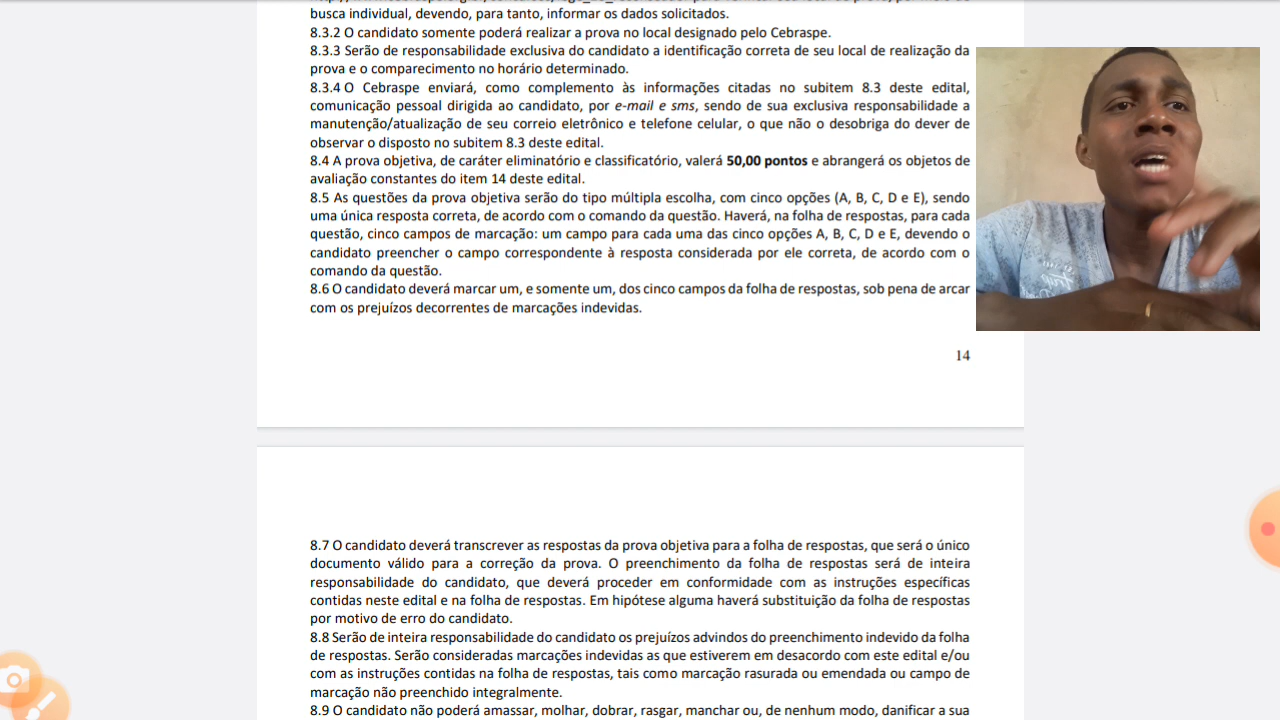 busca individual, devendo, para tanto, informar os dados solicitados.
8.3.2 O candidato somente poderá realizar a prova no local designado pelo Cebraspe.
8.3.3 Serão de responsabilidade exclusiva do candidato a identificação correta de seu local de realização da
prova e o comparecimento no horário determinado.
8.3.4 O Cebraspe enviará, como complemento às informações citadas no subitem 8.3 deste edital,
comunicação pessoal dirigida ao candidato, por e-mail e sms, sendo de sua exclusiva responsabilidade a
manutenção/atualização de seu correio eletrônico e telefone celular, o que não o desobriga do dever de
observar o disposto no subitem 8.3 deste edital.
8.4 A prova objetiva, de caráter eliminatório e classificatório, valerá 50,00 pontos e abrangerá os objetos de
avaliação constantes do item 14 deste edital.
8.5 As questões da prova objetiva serão do tipo múltipla escolha, com cinco opções (A, B, C, D e E), sendo
uma única resposta correta, de acordo com o comando da questão. Haverá, na folha de respostas, para cada
questão, cinco campos de marcação: um campo para cada uma das cinco opções A, B, C, D e E, devendo o
candidato preencher o campo correspondente à resposta considerada por ele correta, de acordo com o
comando da questão.
8.6 O candidato deverá marcar um, e somente um, dos cinco campos da folha de respostas, sob pena de arcar
com os prejuízos decorrentes de marcações indevidas.
14
8.7 O candidato deverá transcrever as respostas da prova objetiva para a folha de respostas, que será o único
documento válido para a correção da prova. O preenchimento da folha de respostas será de inteira
responsabilidade do candidato, que deverá proceder em conformidade com as instruções específicas
contidas neste edital e na folha de respostas. Em hipótese alguma haverá substituição da folha de respostas
por motivo de erro do candidato.
8.8 Serão de inteira responsabilidade do candidato os prejuízos advindos do preenchimento indevido da folha
de respostas. Serão consideradas marcações indevidas as que estiverem em desacordo com este edital e/ou
com as instruções contidas na folha de respostas, tais como marcação rasurada ou emendada ou campo de
marcação não preenchido integralmente.
8.9 O candidato não poderá amassar, molhar, dobrar, rasgar, manchar ou, de nenhum modo, danificar a sua